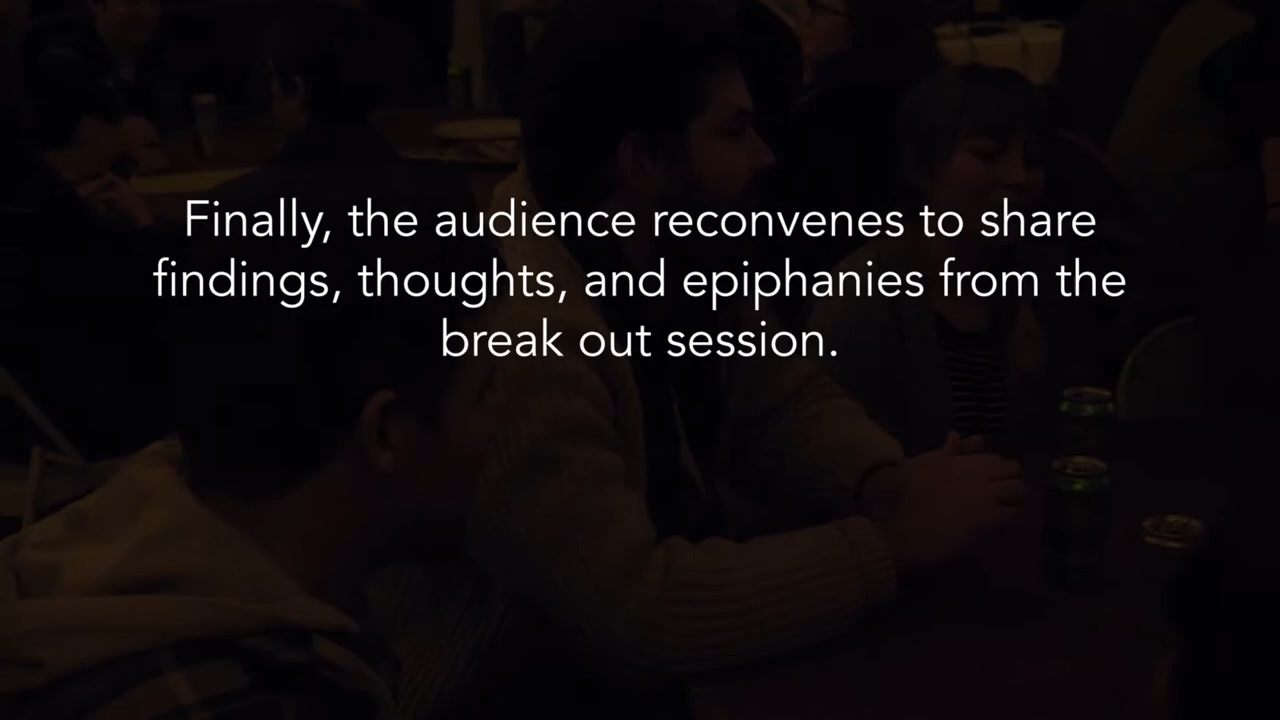 Finally, the audience reconvenes to share
findings, thoughts, and epiphanies from the
break out session.